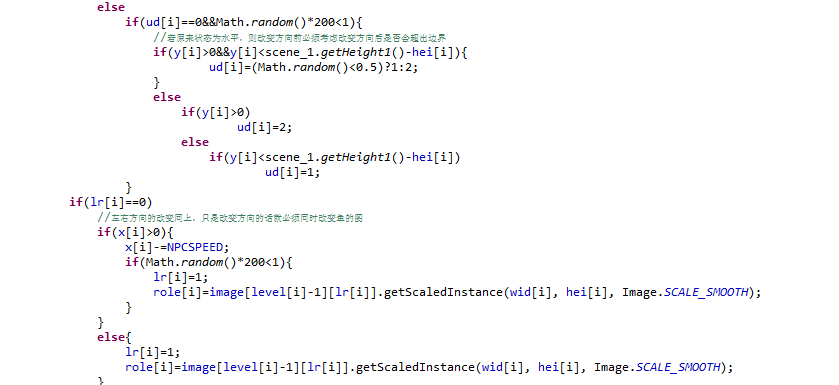 else
if(ud[i]==0&&Math.random()*200<1){
//若原来状态为水平，则改变方向前必须考虑改变方向后是否会超出边界
if(y[i]>0&&y[i]<scene_1.getHeight1()-hei[i]){
ud[i]=(Math.random()<0.5)?1:2;
}
else
if(y[i]>0)
ud[i]=2;
else
if(y[i]<scene_1.getHeight1()-hei[i])
ud[i]=1;
}
if(lr[i]==0)
//左右方向的改变同上，只是改变方向的话就必须同时改变鱼的图
if(x[i]>0){
x[i]-=NPCSPEED;
if(Math.random()*200<1){
lr[i]=1;
role[i]=image[level[i]-1][lr[i]].getScaledInstance(wid[i], hei[i], Image.SCALE_SMOOTH);
}
}
else{
lr[i]=1;
role[i]=image[level[i]-1][lr[i]].getScaledInstance(wid[i], hei[i], Image.SCALE_SMOOTH);
}